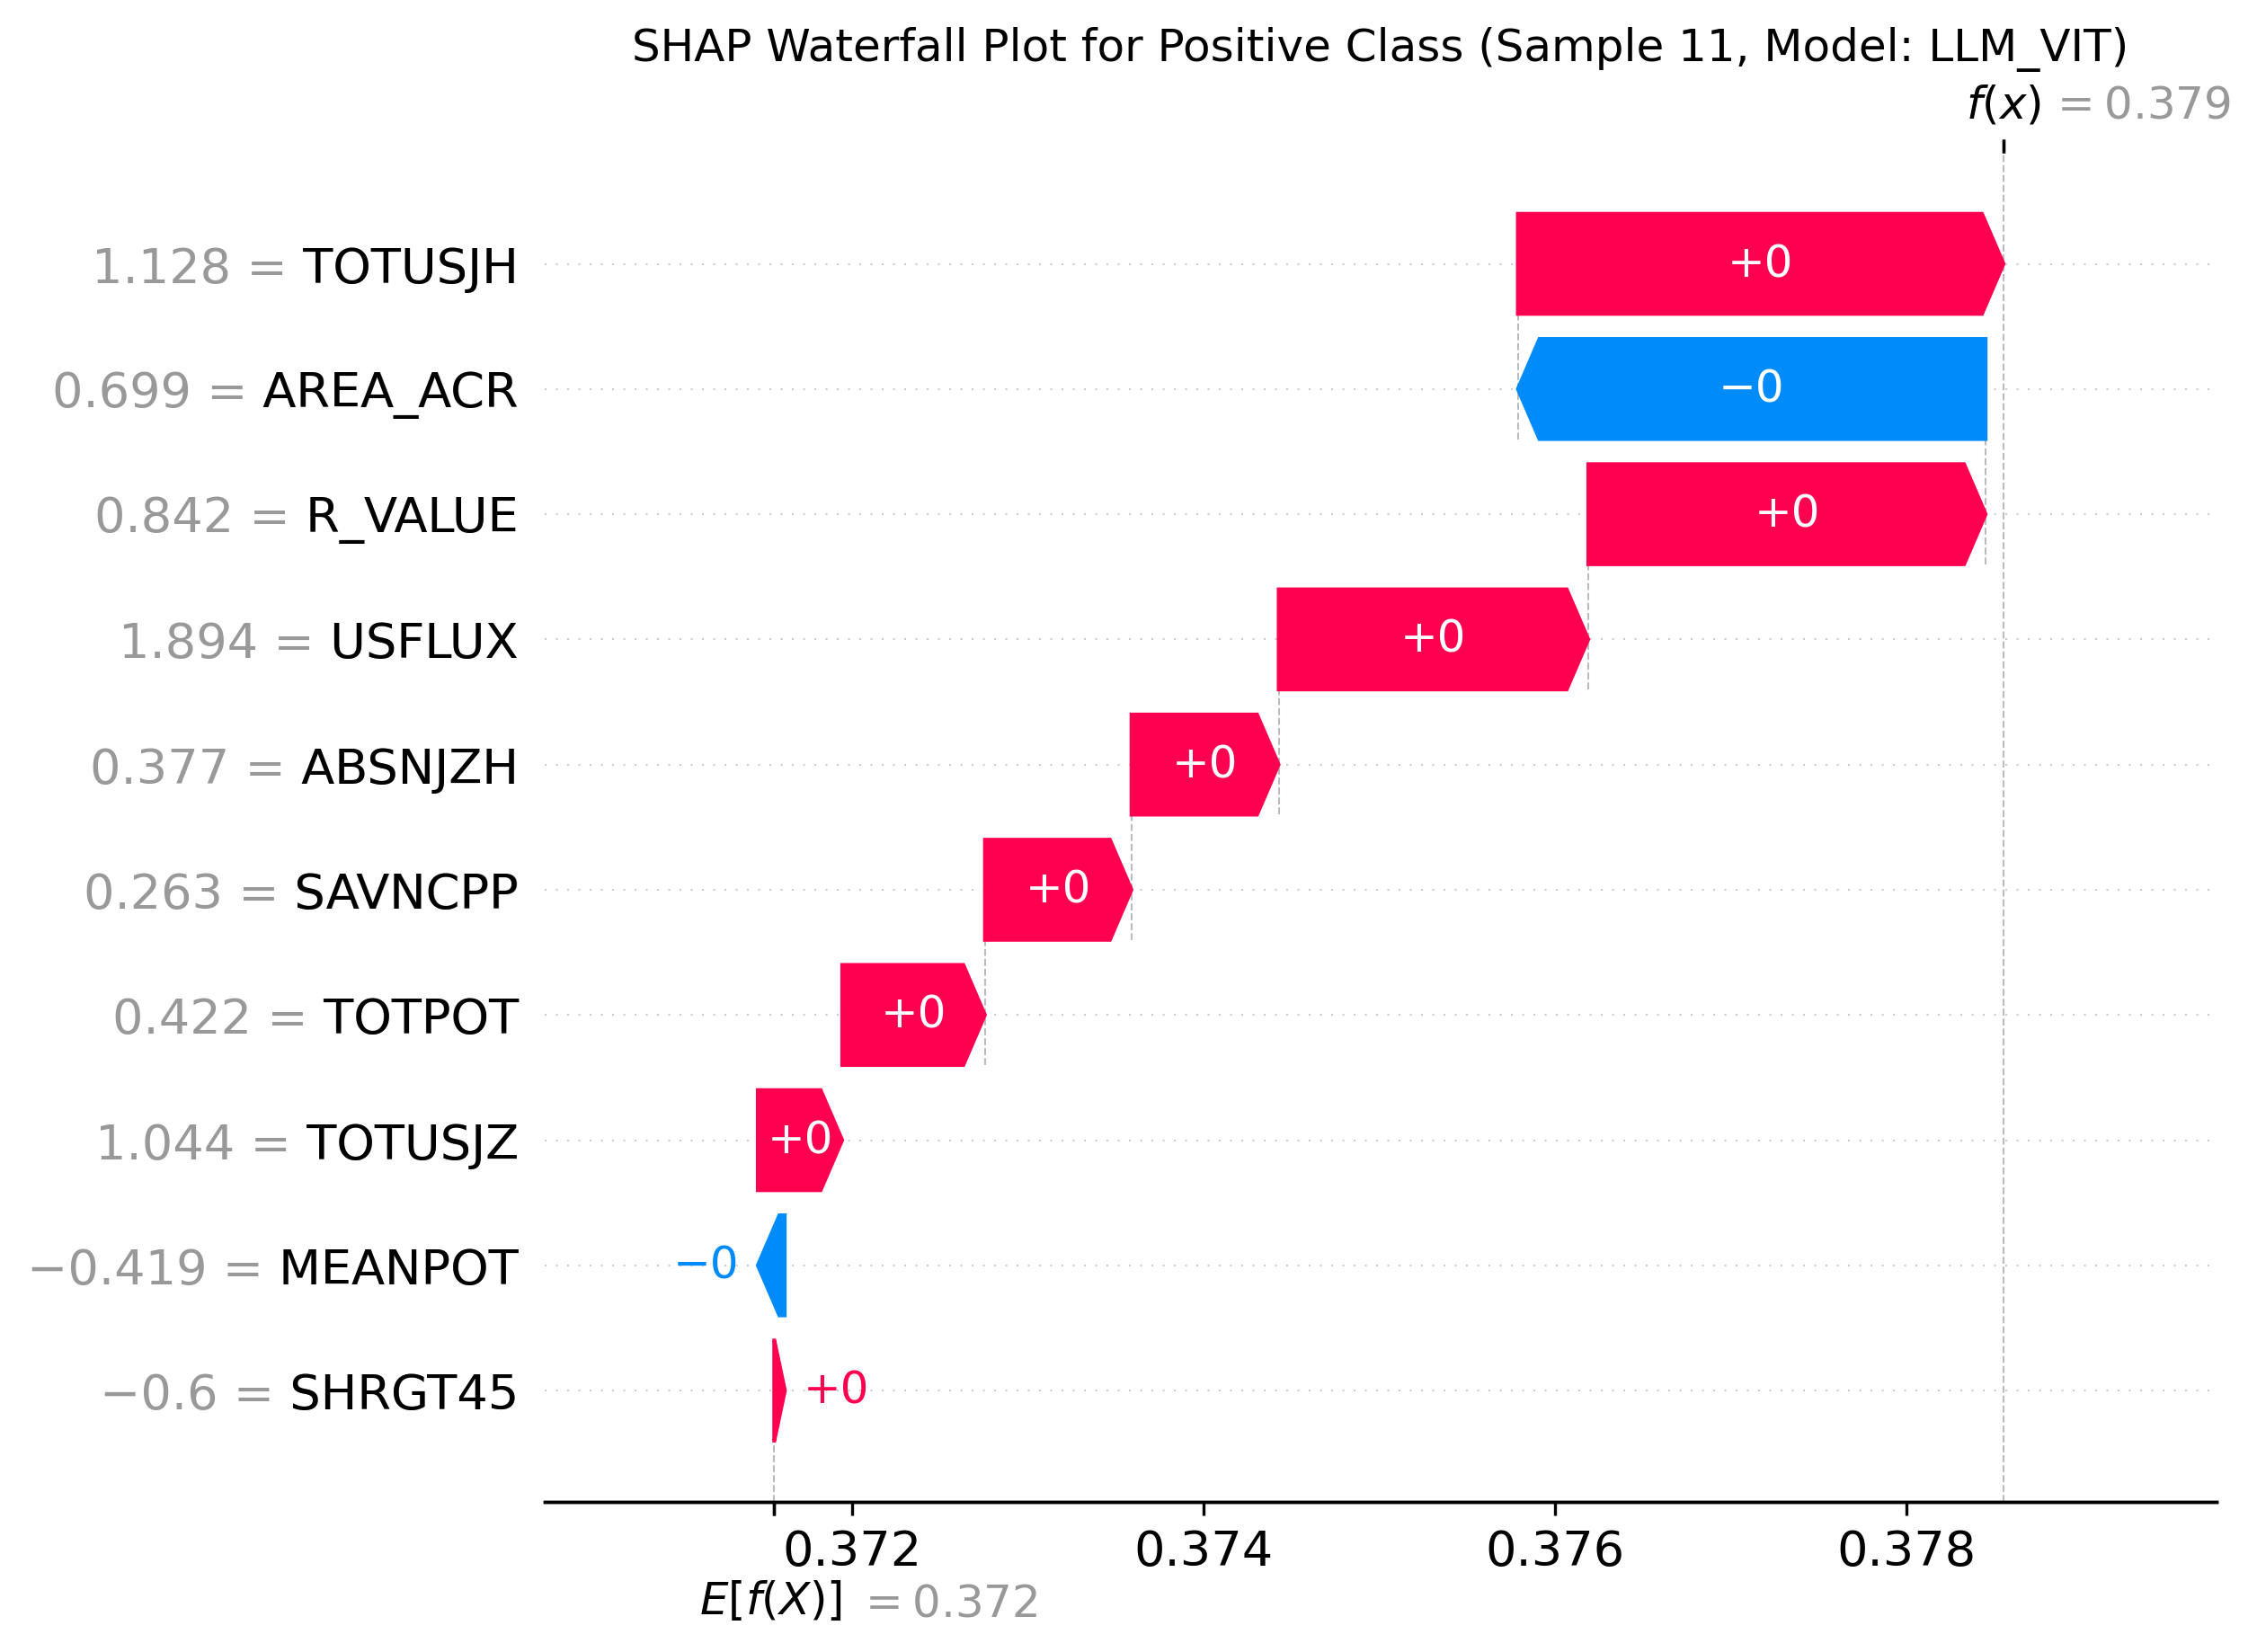 SHAP Waterfall Plot for Positive Class (Sample 11, Model: LLM_VIT)
f(x) = 0.379
1.128 = TOTUSJH
+0
0.699 = AREA_ACR
−0
0.842 = R_VALUE
+0
1.894 = USFLUX
+0
0.377 = ABSNJZH
+0
0.263 = SAVNCPP
+0
0.422 = TOTPOT
+0
1.044 = TOTUSJZ
+0
−0.419 = MEANPOT
−0
−0.6 = SHRGT45
+0
0.372 0.374 0.376 0.378
E[f(X)] = 0.372